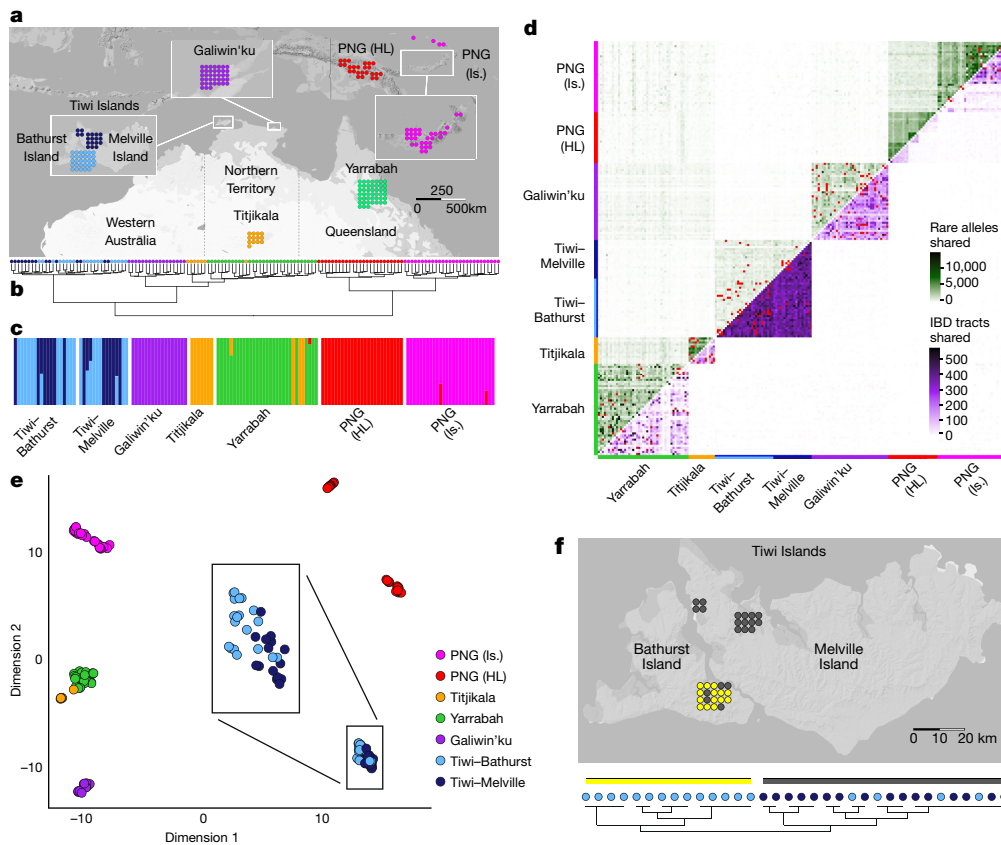 a
Galiwin'ku
PNG (HL)
PNG
(Is.)
Tiwi Islands
Bathurst
Island
Melville
Island
Northern
Territory
Yarrabah
250
0
500km
Titjikala
Western
Australia
Queensland
b
c
Tiwi–
Bathurst
Tiwi–
Melville
Galiwin'ku
Titjikala
Yarrabah
PNG
(HL)
PNG
(Is.)
d
PNG
(Is.)
PNG
(HL)
Galiwin'ku
Tiwi–
Melville
Tiwi–
Bathurst
Titjikala
Yarrabah
Rare alleles
shared
10,000
5,000
0
IBD tracts
shared
500
400
300
200
100
0
Yarrabah
Titjikala
Tiwi–
Bathurst
Tiwi–
Melville
Galiwin'ku
PNG
(HL)
PNG
(Is.)
e
10
0
−10
Dimension 2
−10
0
10
Dimension 1
PNG (Is.)
PNG (HL)
Titjikala
Yarrabah
Galiwin'ku
Tiwi–Bathurst
Tiwi–Melville
f
Tiwi Islands
Bathurst
Island
Melville
Island
0 10 20 km